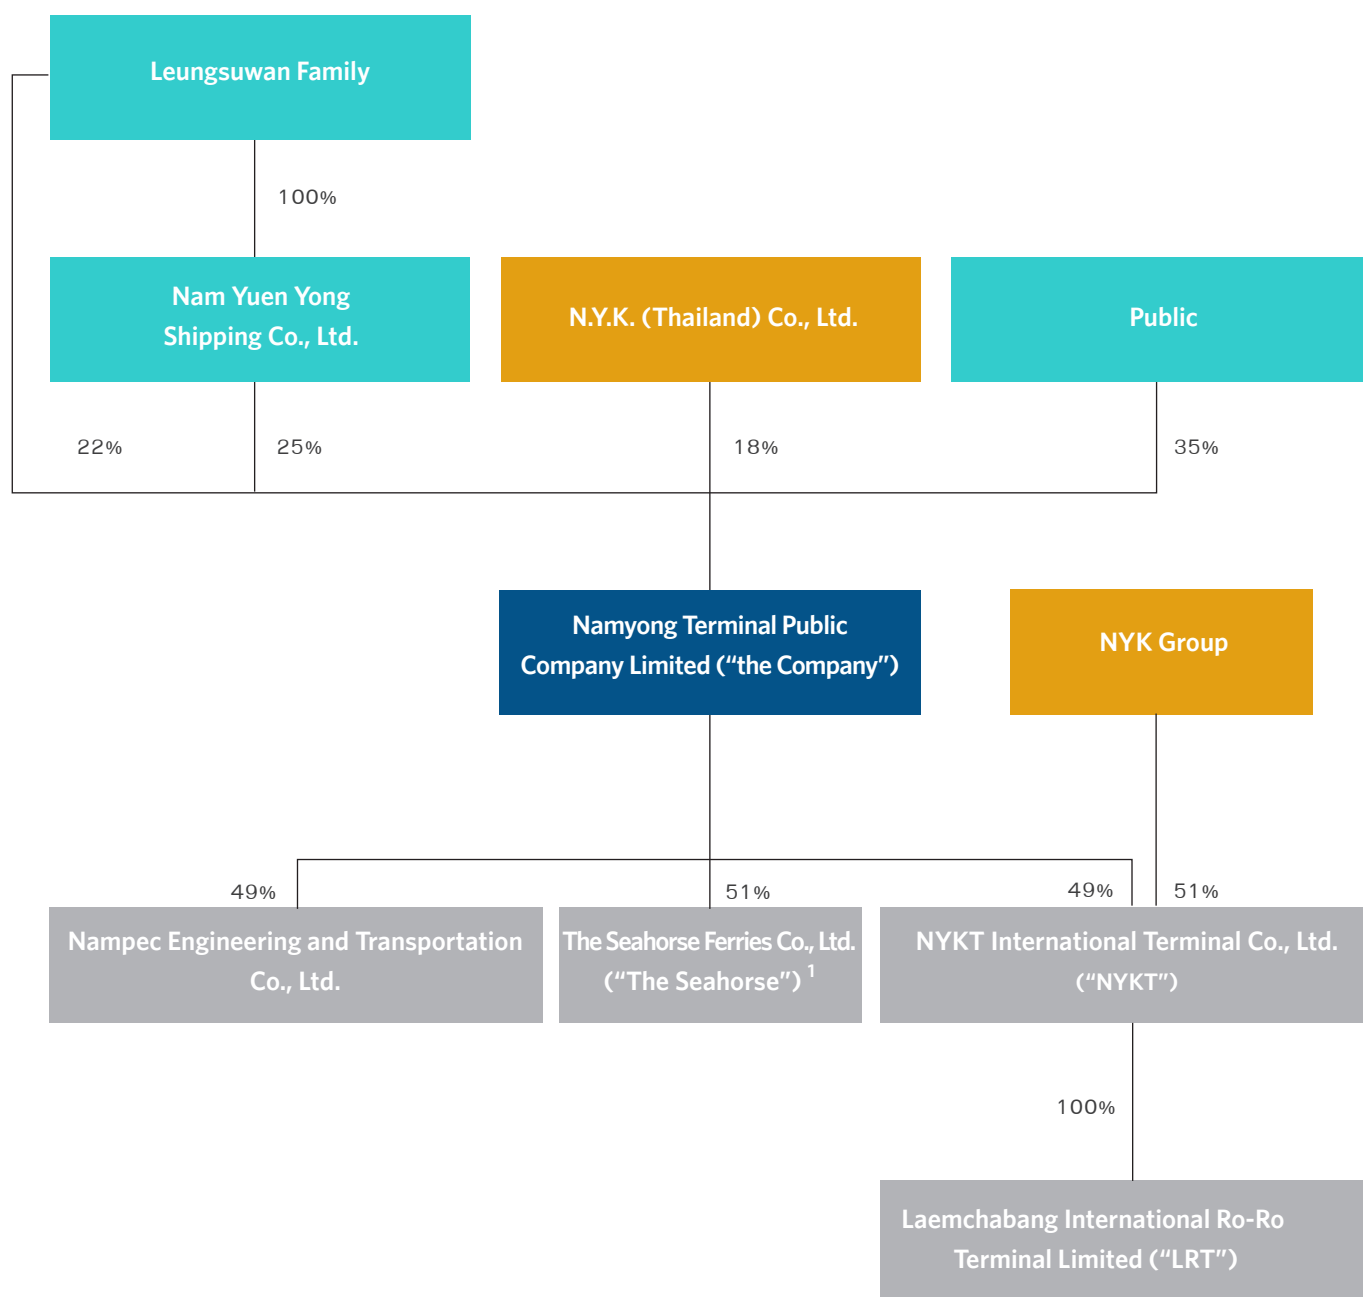 Leungsuwan Family
100%
Nam Yuen Yong
Shipping Co., Ltd.
N.Y.K. (Thailand) Co., Ltd.
Public
22%
25%
18%
35%
Namyong Terminal Public
Company Limited (“the Company”)
NYK Group
49%
51%
49%
51%
Nampec Engineering and Transportation
Co., Ltd.
The Seahorse Ferries Co., Ltd.
(“The Seahorse”) 1
NYKT International Terminal Co., Ltd.
(“NYKT”)
100%
Laemchabang International Ro-Ro
Terminal Limited (“LRT”)